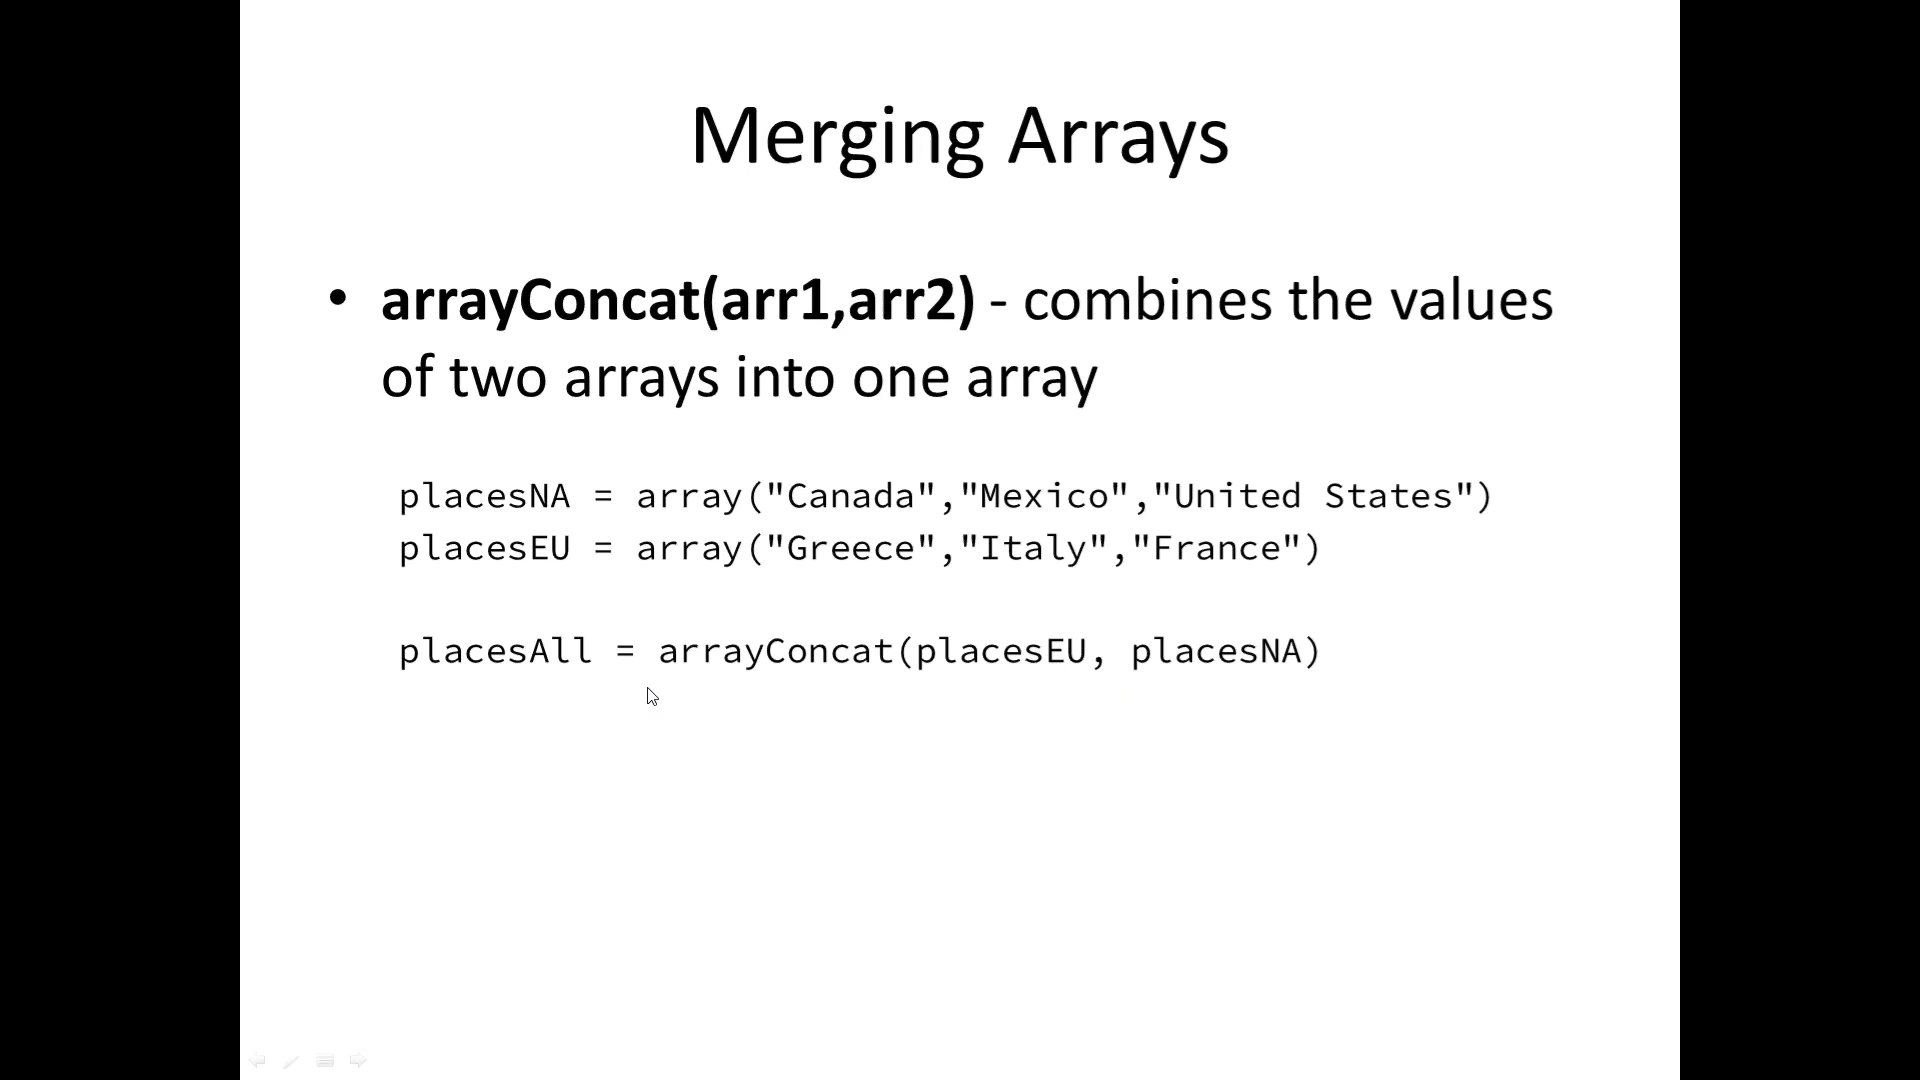 Merging Arrays
• arrayConcat(arr1,arr2) - combines the values
of two arrays into one array
placesNA = array("Canada","Mexico","United States")
placesEU = array("Greece","Italy","France")
placesAll = arrayConcat(placesEU, placesNA)